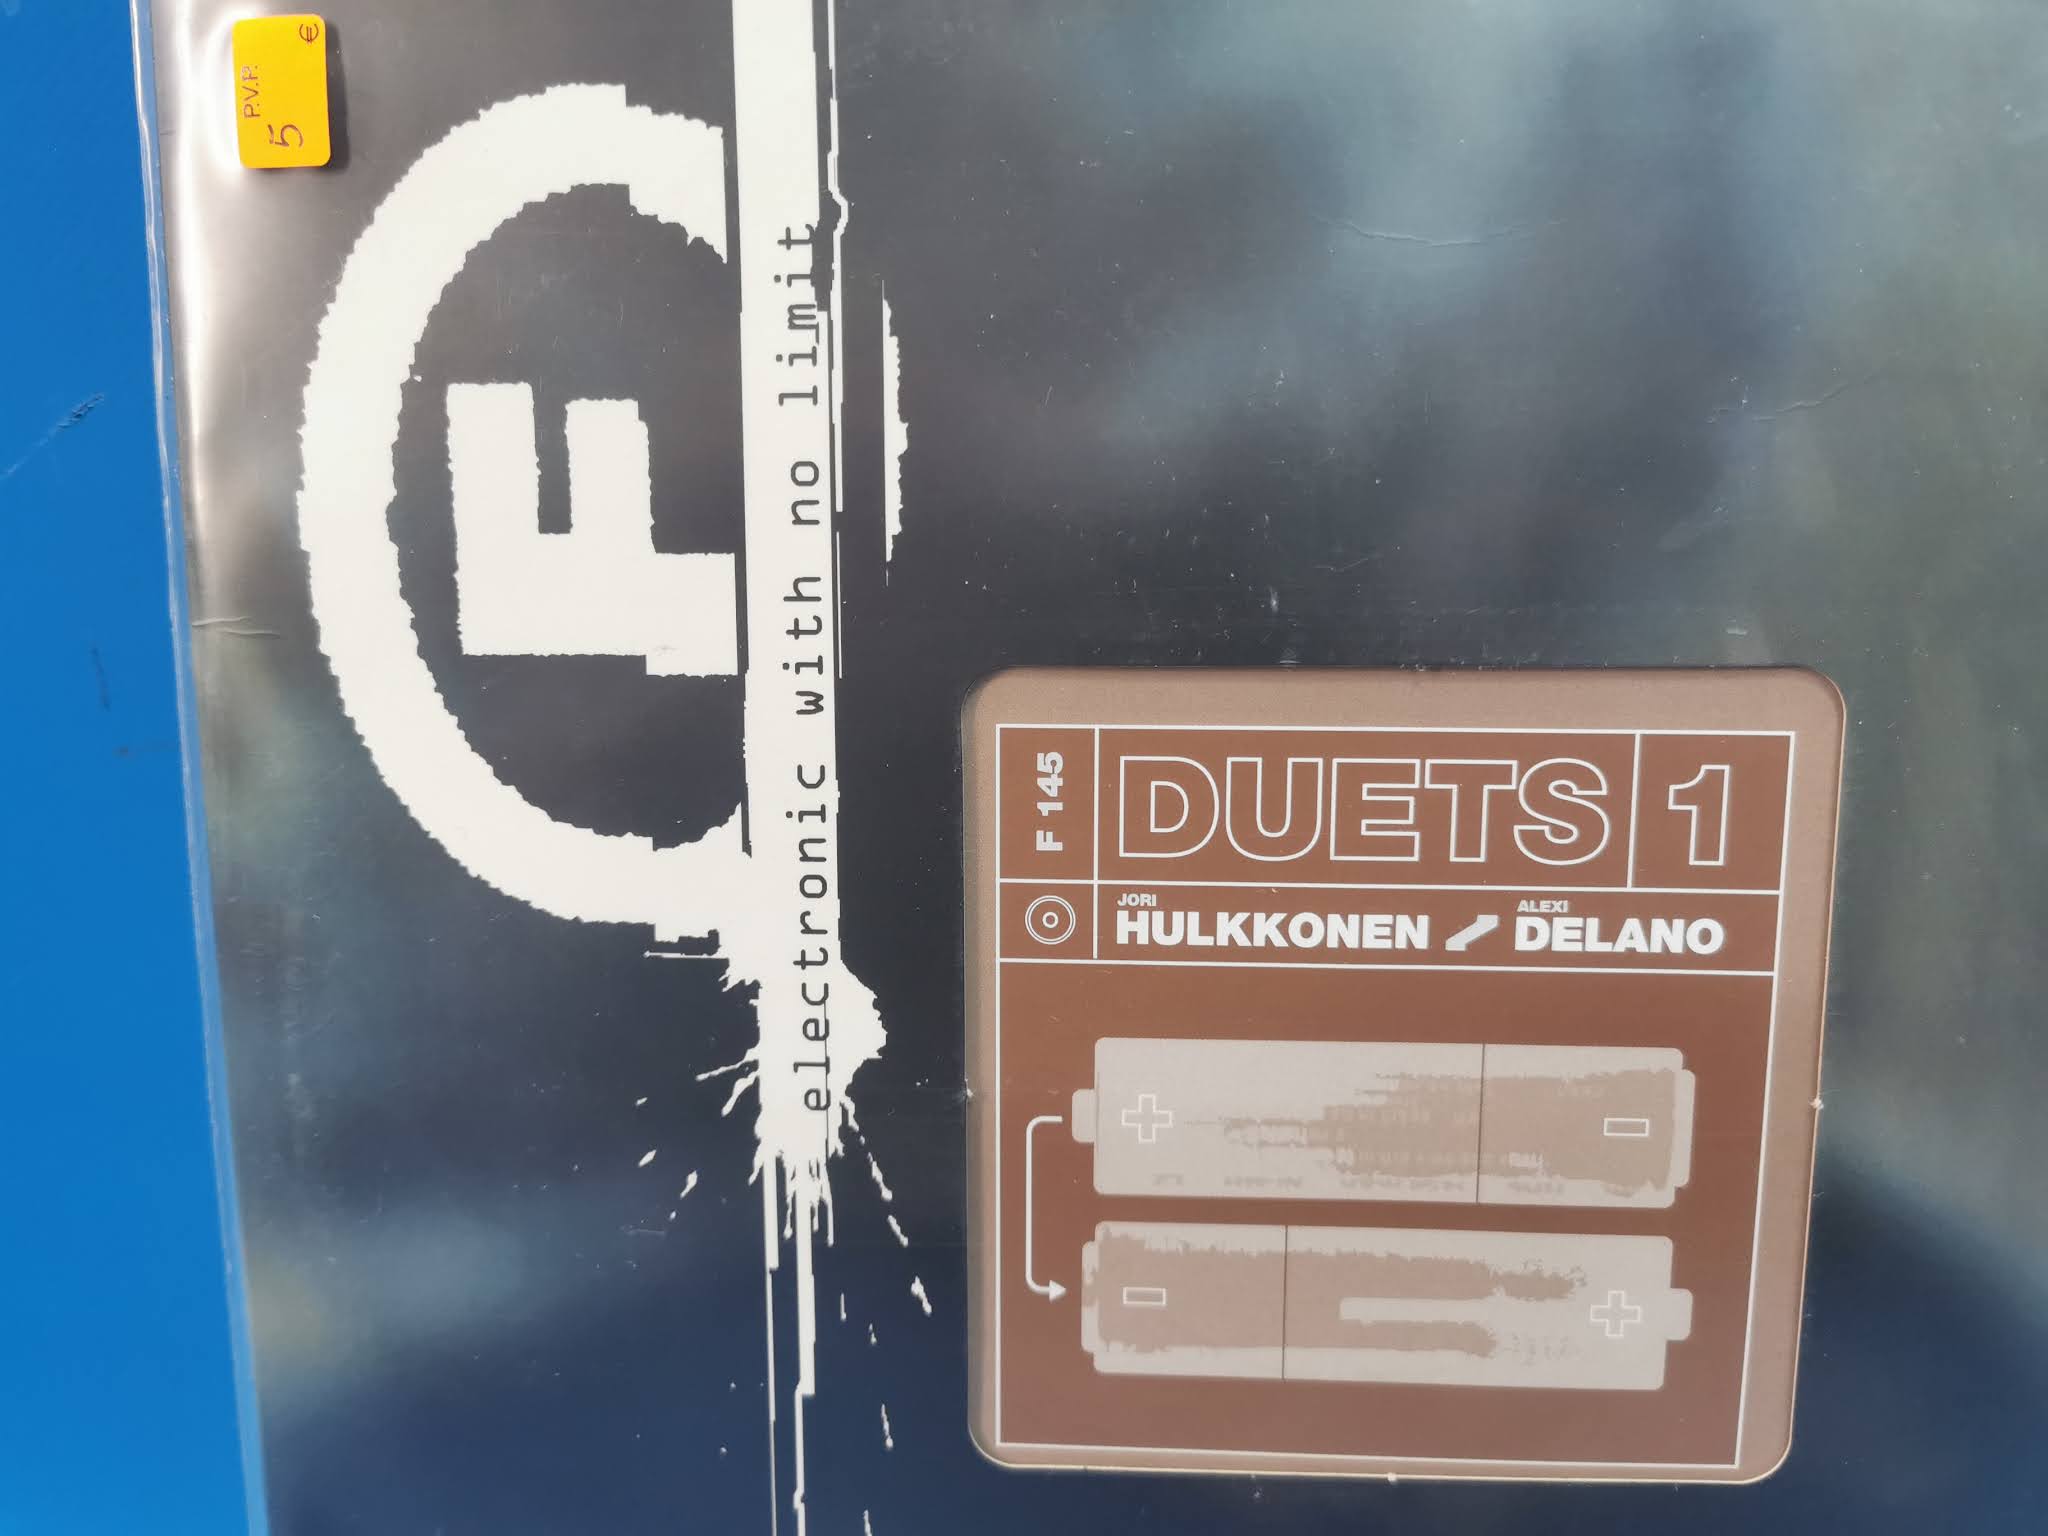 P.V.P. €
5
F
electronic with no limit
F 145
DUETS 1
JORI
HULKKONEN
ALEXI
DELANO
+ -
- +